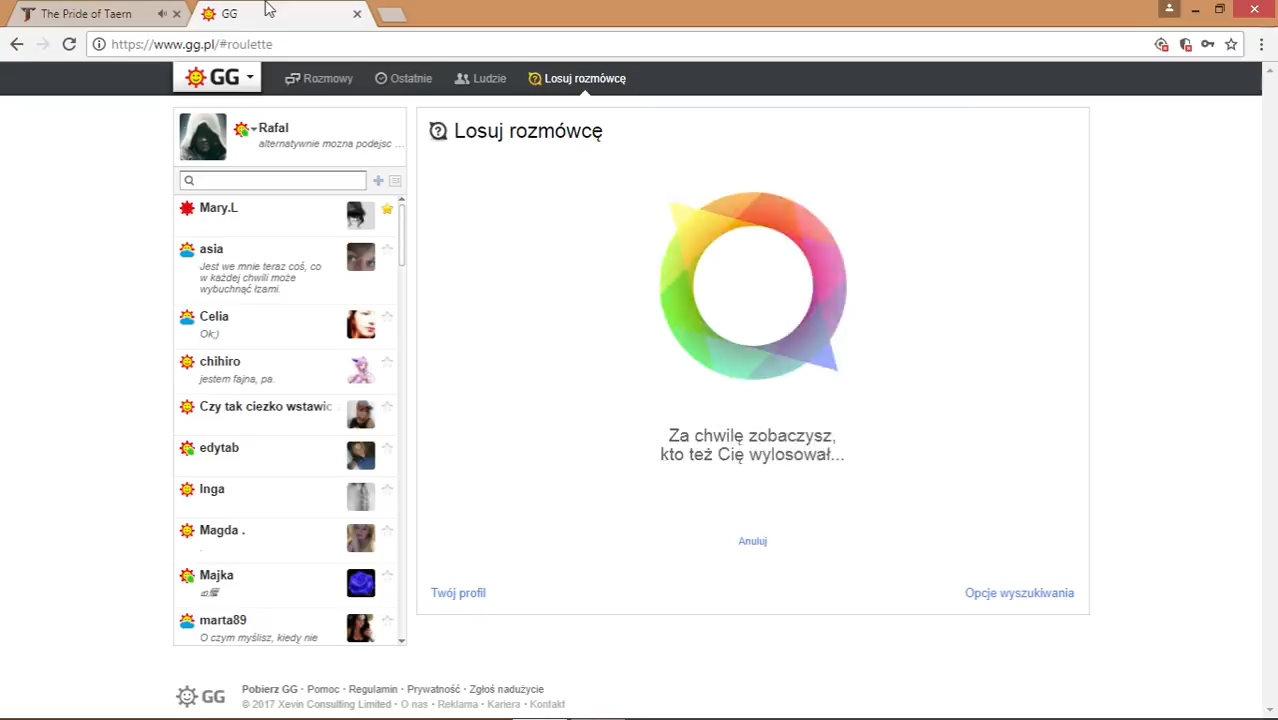 The Pride of Taern
GG
https://www.gg.pl/#roulette
GG
Rozmowy
Ostatnie
Ludzie
Losuj rozmówcę
Rafal
alternatywnie mozna podejsc ...
Losuj rozmówcę
Mary.L
asia
Jest we mnie teraz coś, co
w każdej chwili może
wybuchnąć łzami.
Celia
Ok;)
chihiro
jestem fajna, pa.
Czy tak ciezko wstawic
edytab
Inga
Magda .
.
Majka
marta89
O czym myślisz, kiedy nie
Za chwilę zobaczysz,
kto też Cię wylosował...
Anuluj
Twój profil
Opcje wyszukiwania
GG
Pobierz GG · Pomoc · Regulamin · Prywatność · Zgłoś nadużycie
© 2017 Xevin Consulting Limited · O nas · Reklama · Kariera · Kontakt